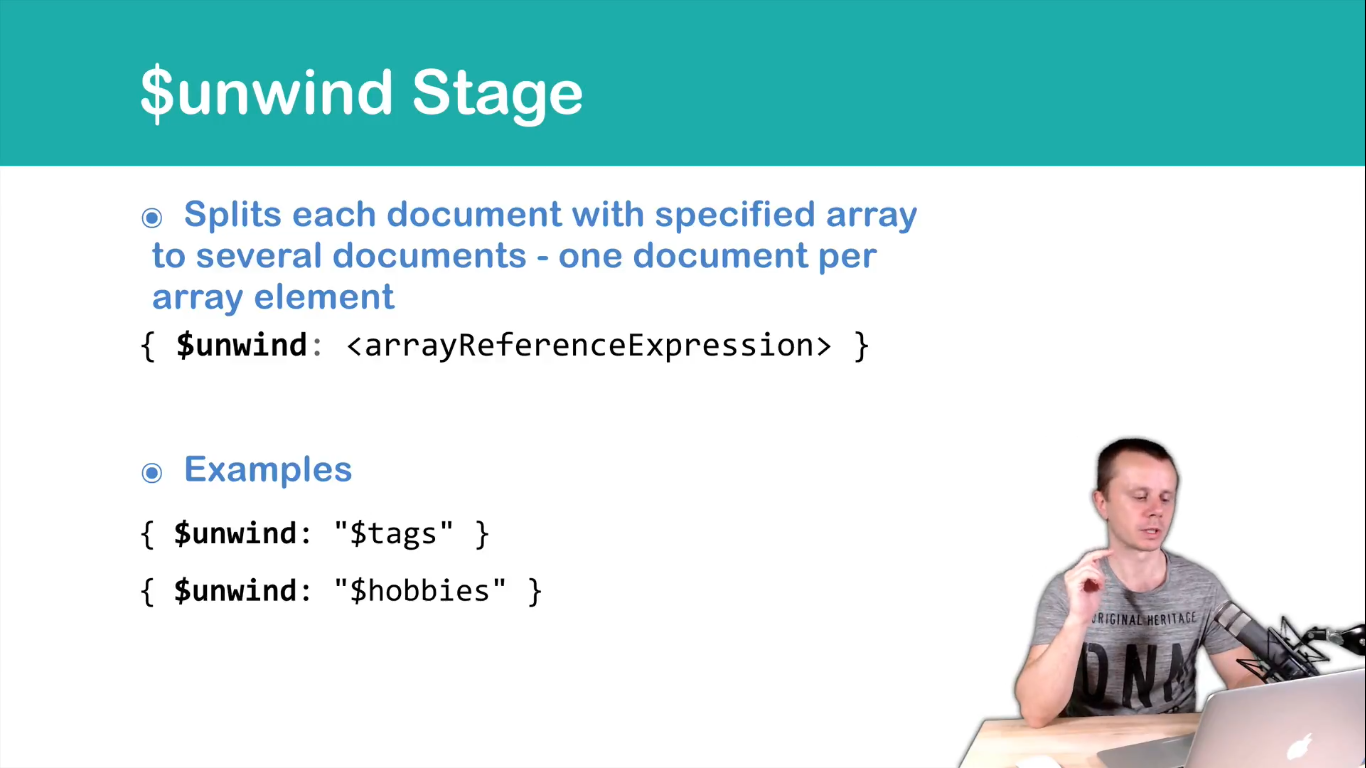 $unwind Stage
◉ Splits each document with specified array
to several documents - one document per
array element
{ $unwind: <arrayReferenceExpression> }
◉ Examples
{ $unwind: "$tags" }
{ $unwind: "$hobbies" }
ORIGINAL HERITAGE
DNM